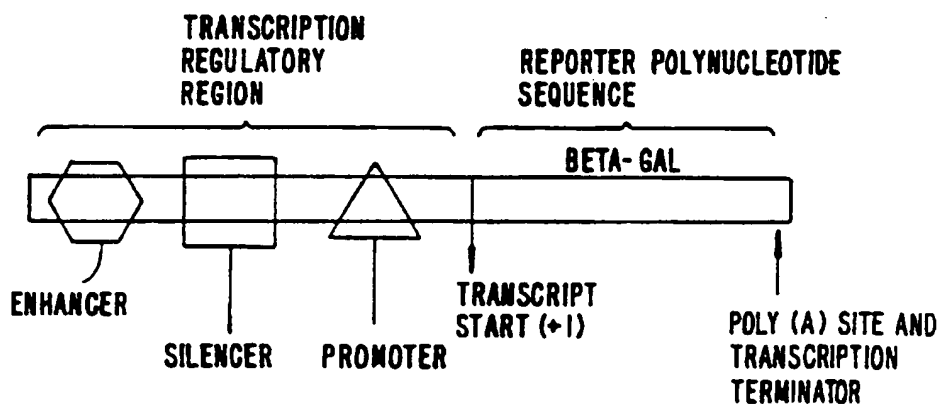 TRANSCRIPTION
REGULATORY
REGION
REPORTER POLYNUCLEOTIDE
SEQUENCE
BETA-GAL
ENHANCER
SILENCER
PROMOTER
TRANSCRIPT
START (+1)
POLY (A) SITE AND
TRANSCRIPTION
TERMINATOR